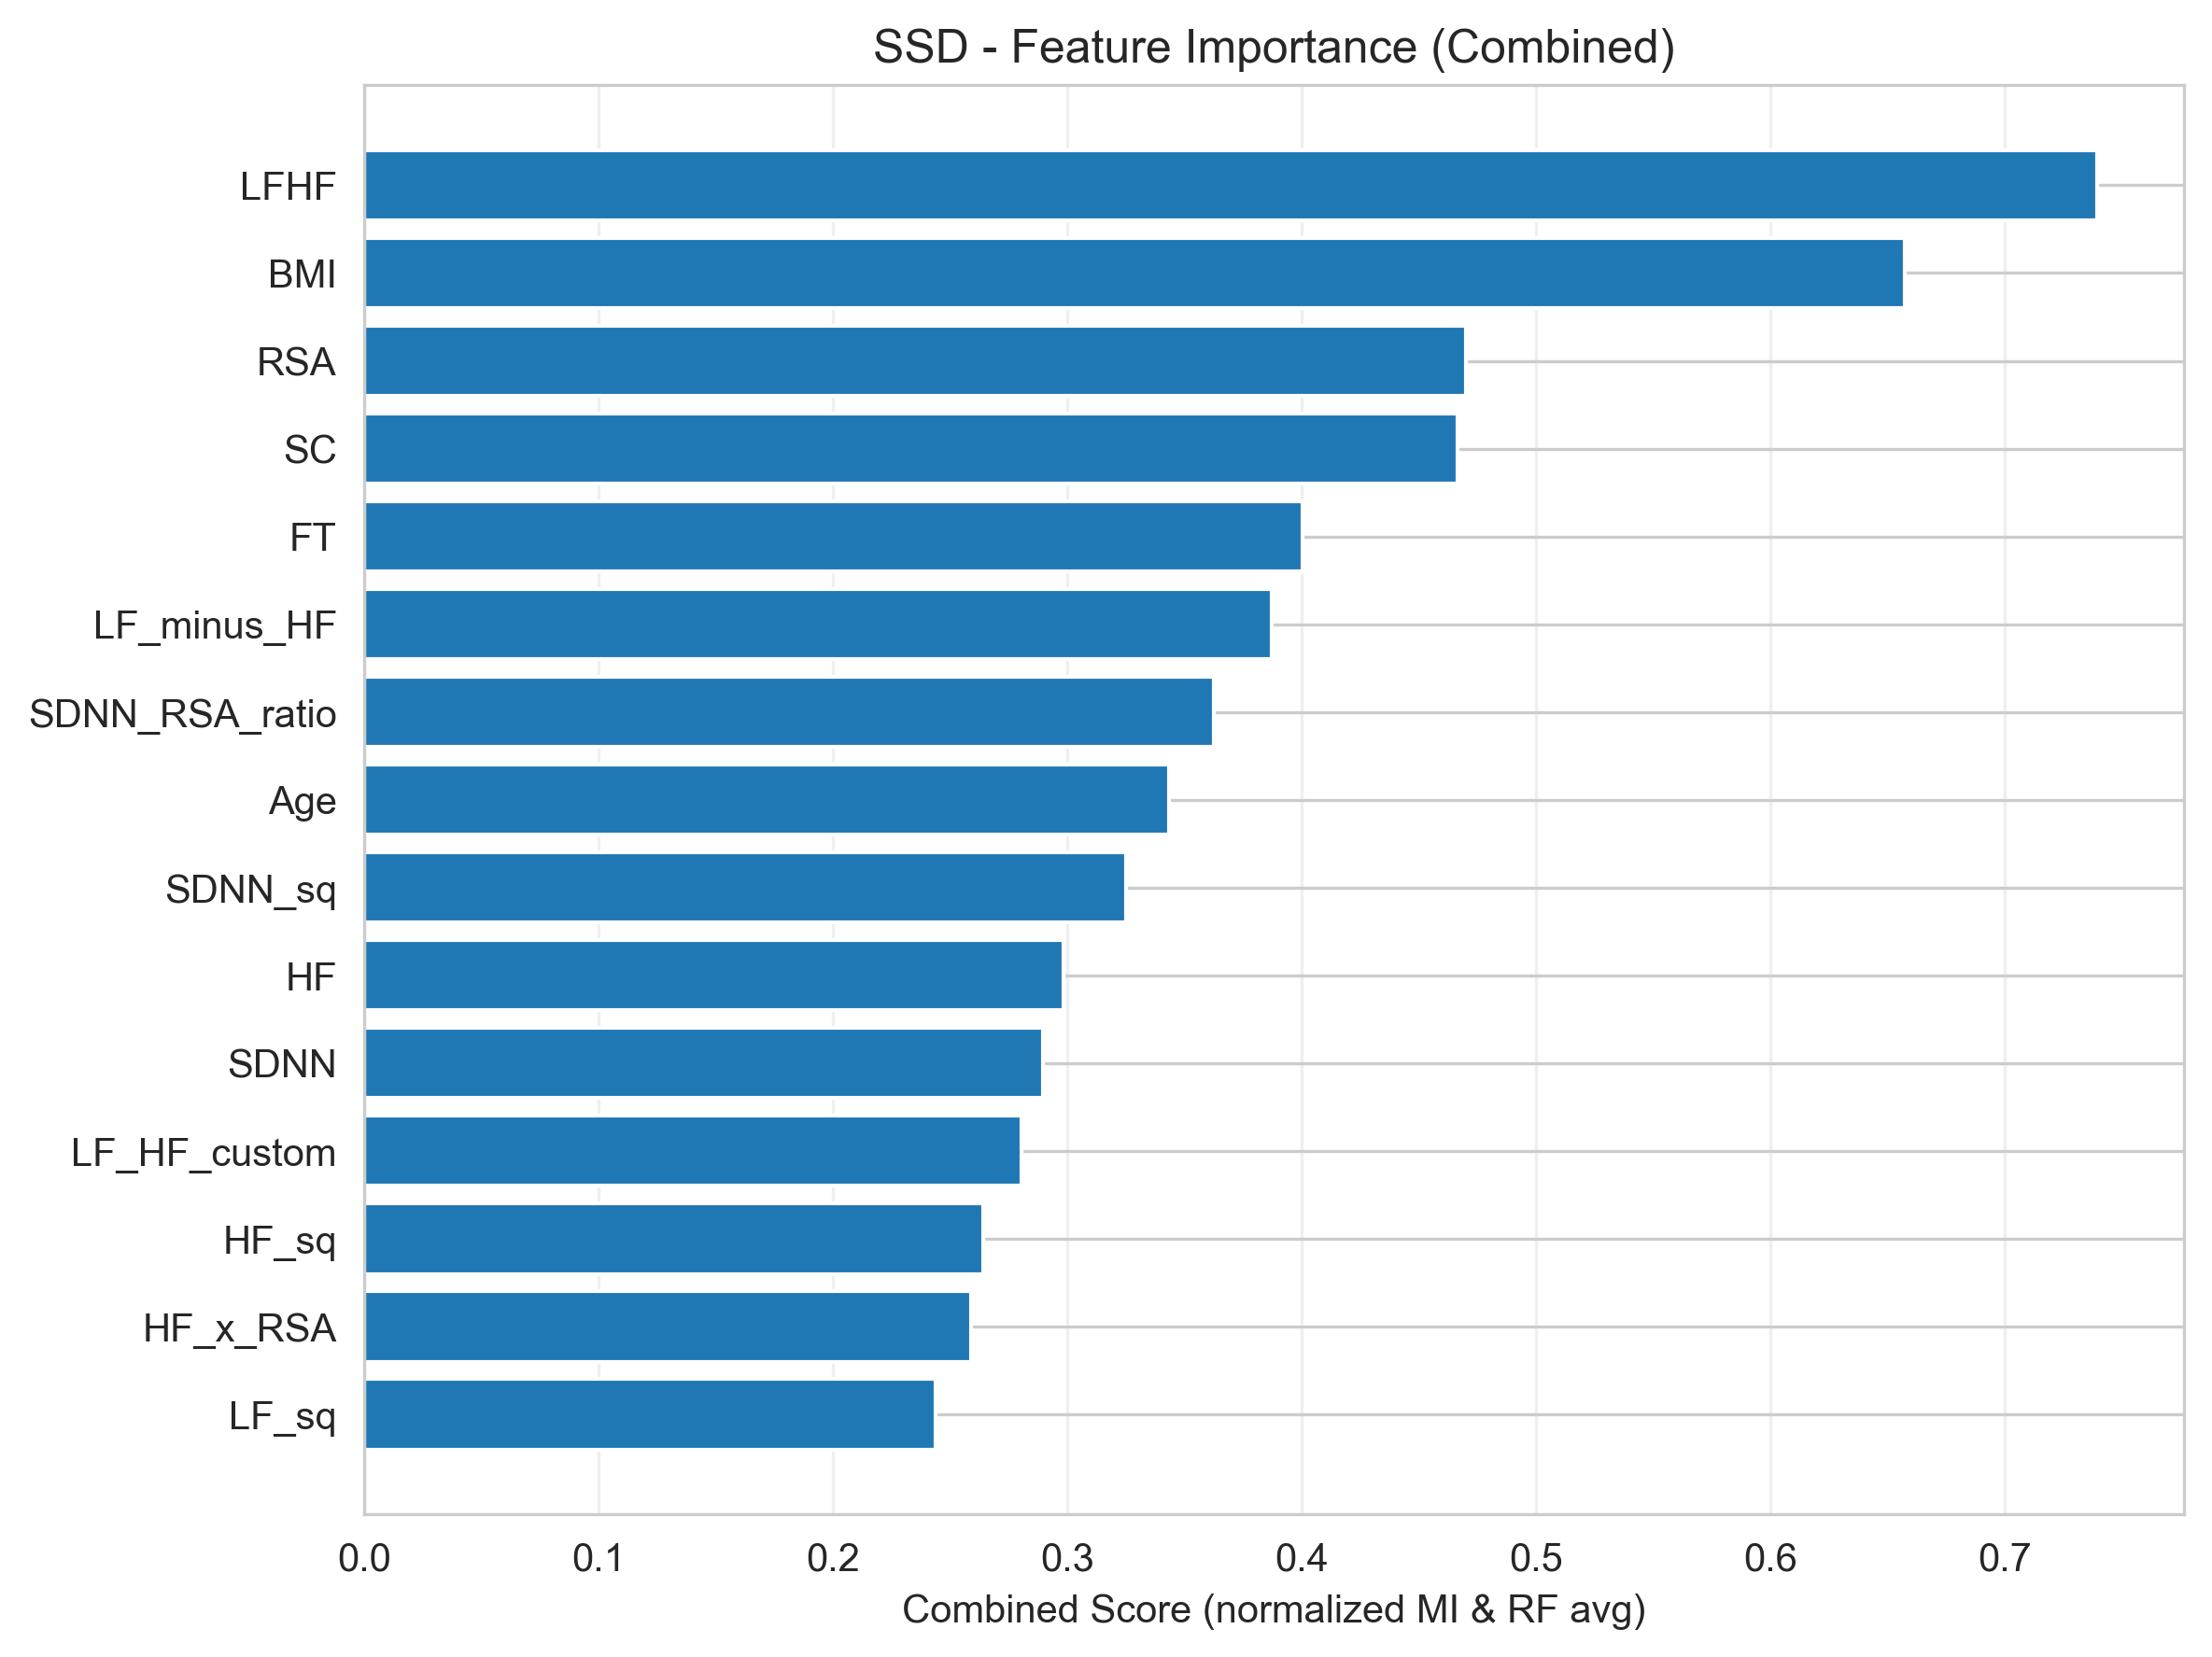 SSD - Feature Importance (Combined)
LFHF
BMI
RSA
SC
FT
LF_minus_HF
SDNN_RSA_ratio
Age
SDNN_sq
HF
SDNN
LF_HF_custom
HF_sq
HF_x_RSA
LF_sq
0.0 0.1 0.2 0.3 0.4 0.5 0.6 0.7
Combined Score (normalized MI & RF avg)